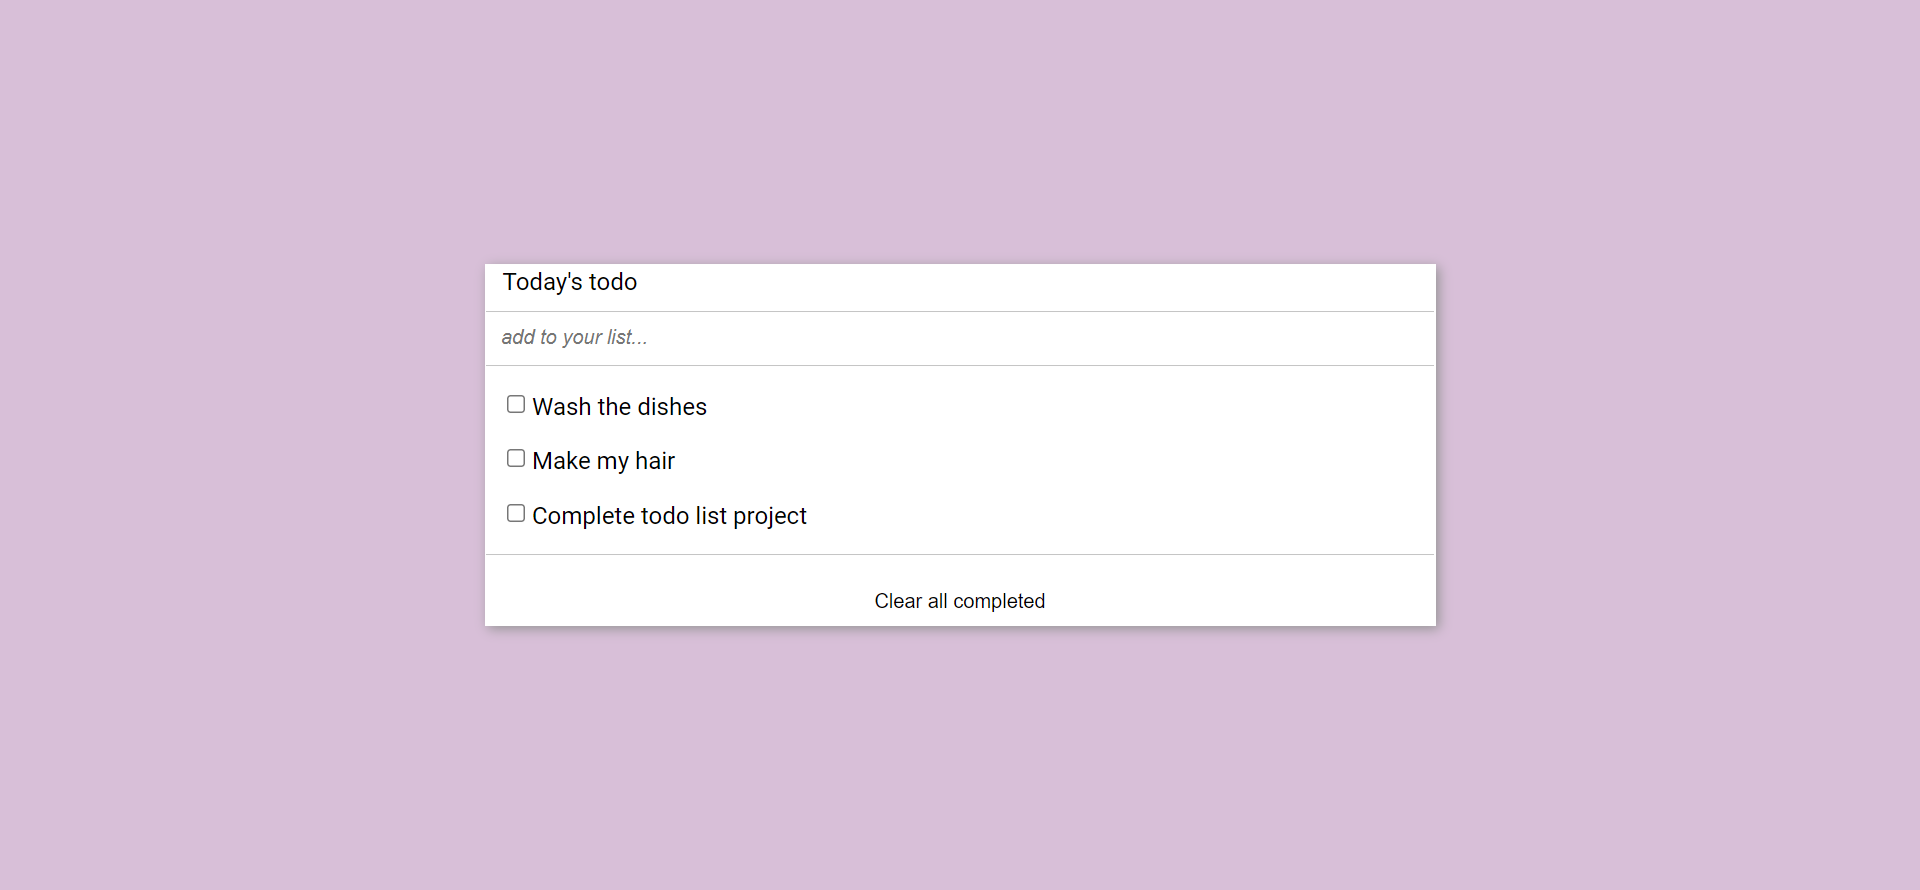 Today's todo
add to your list...
Wash the dishes
Make my hair
Complete todo list project
Clear all completed